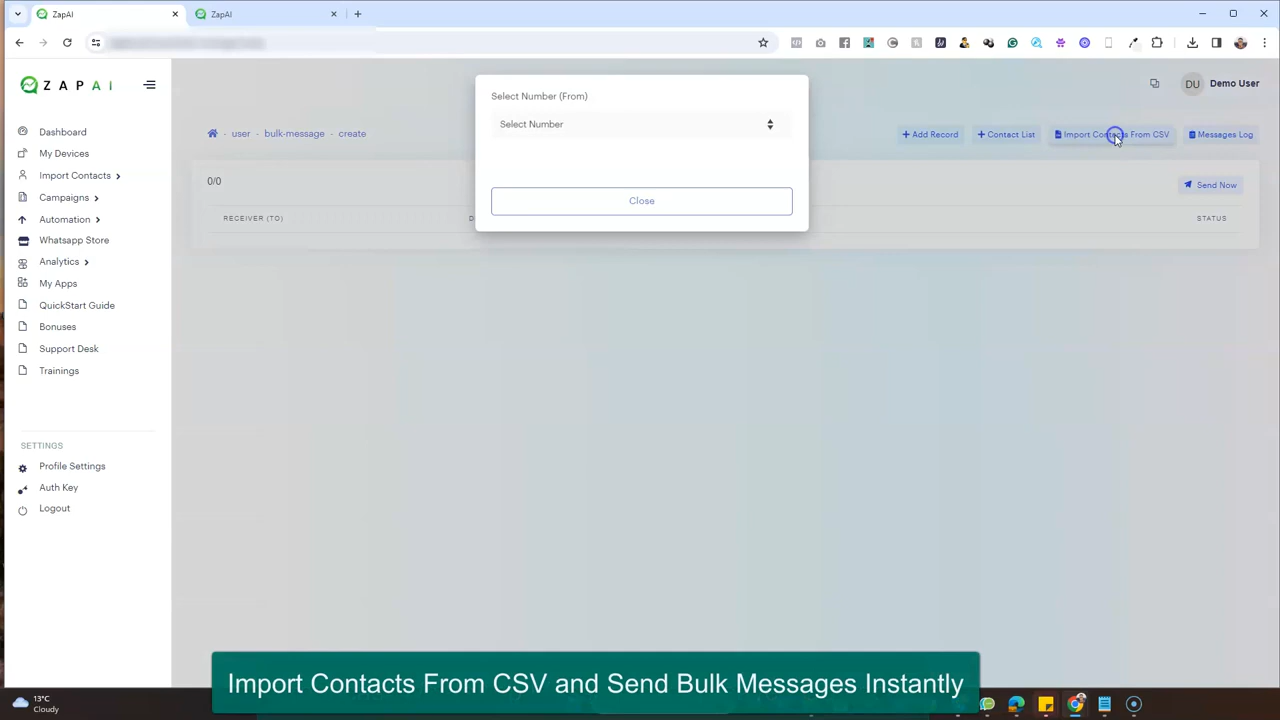 ZapAI
ZapAI
ZAPAI
DU Demo User
Select Number (From)
Select Number
Close
user - bulk-message - create
Add Record
Contact List
Import Contacts From CSV
Messages Log
0/0
Send Now
RECEIVER (TO)
D
STATUS
Dashboard
My Devices
Import Contacts
Campaigns
Automation
Whatsapp Store
Analytics
My Apps
QuickStart Guide
Bonuses
Support Desk
Trainings
SETTINGS
Profile Settings
Auth Key
Logout
Import Contacts From CSV and Send Bulk Messages Instantly
13°C
Cloudy